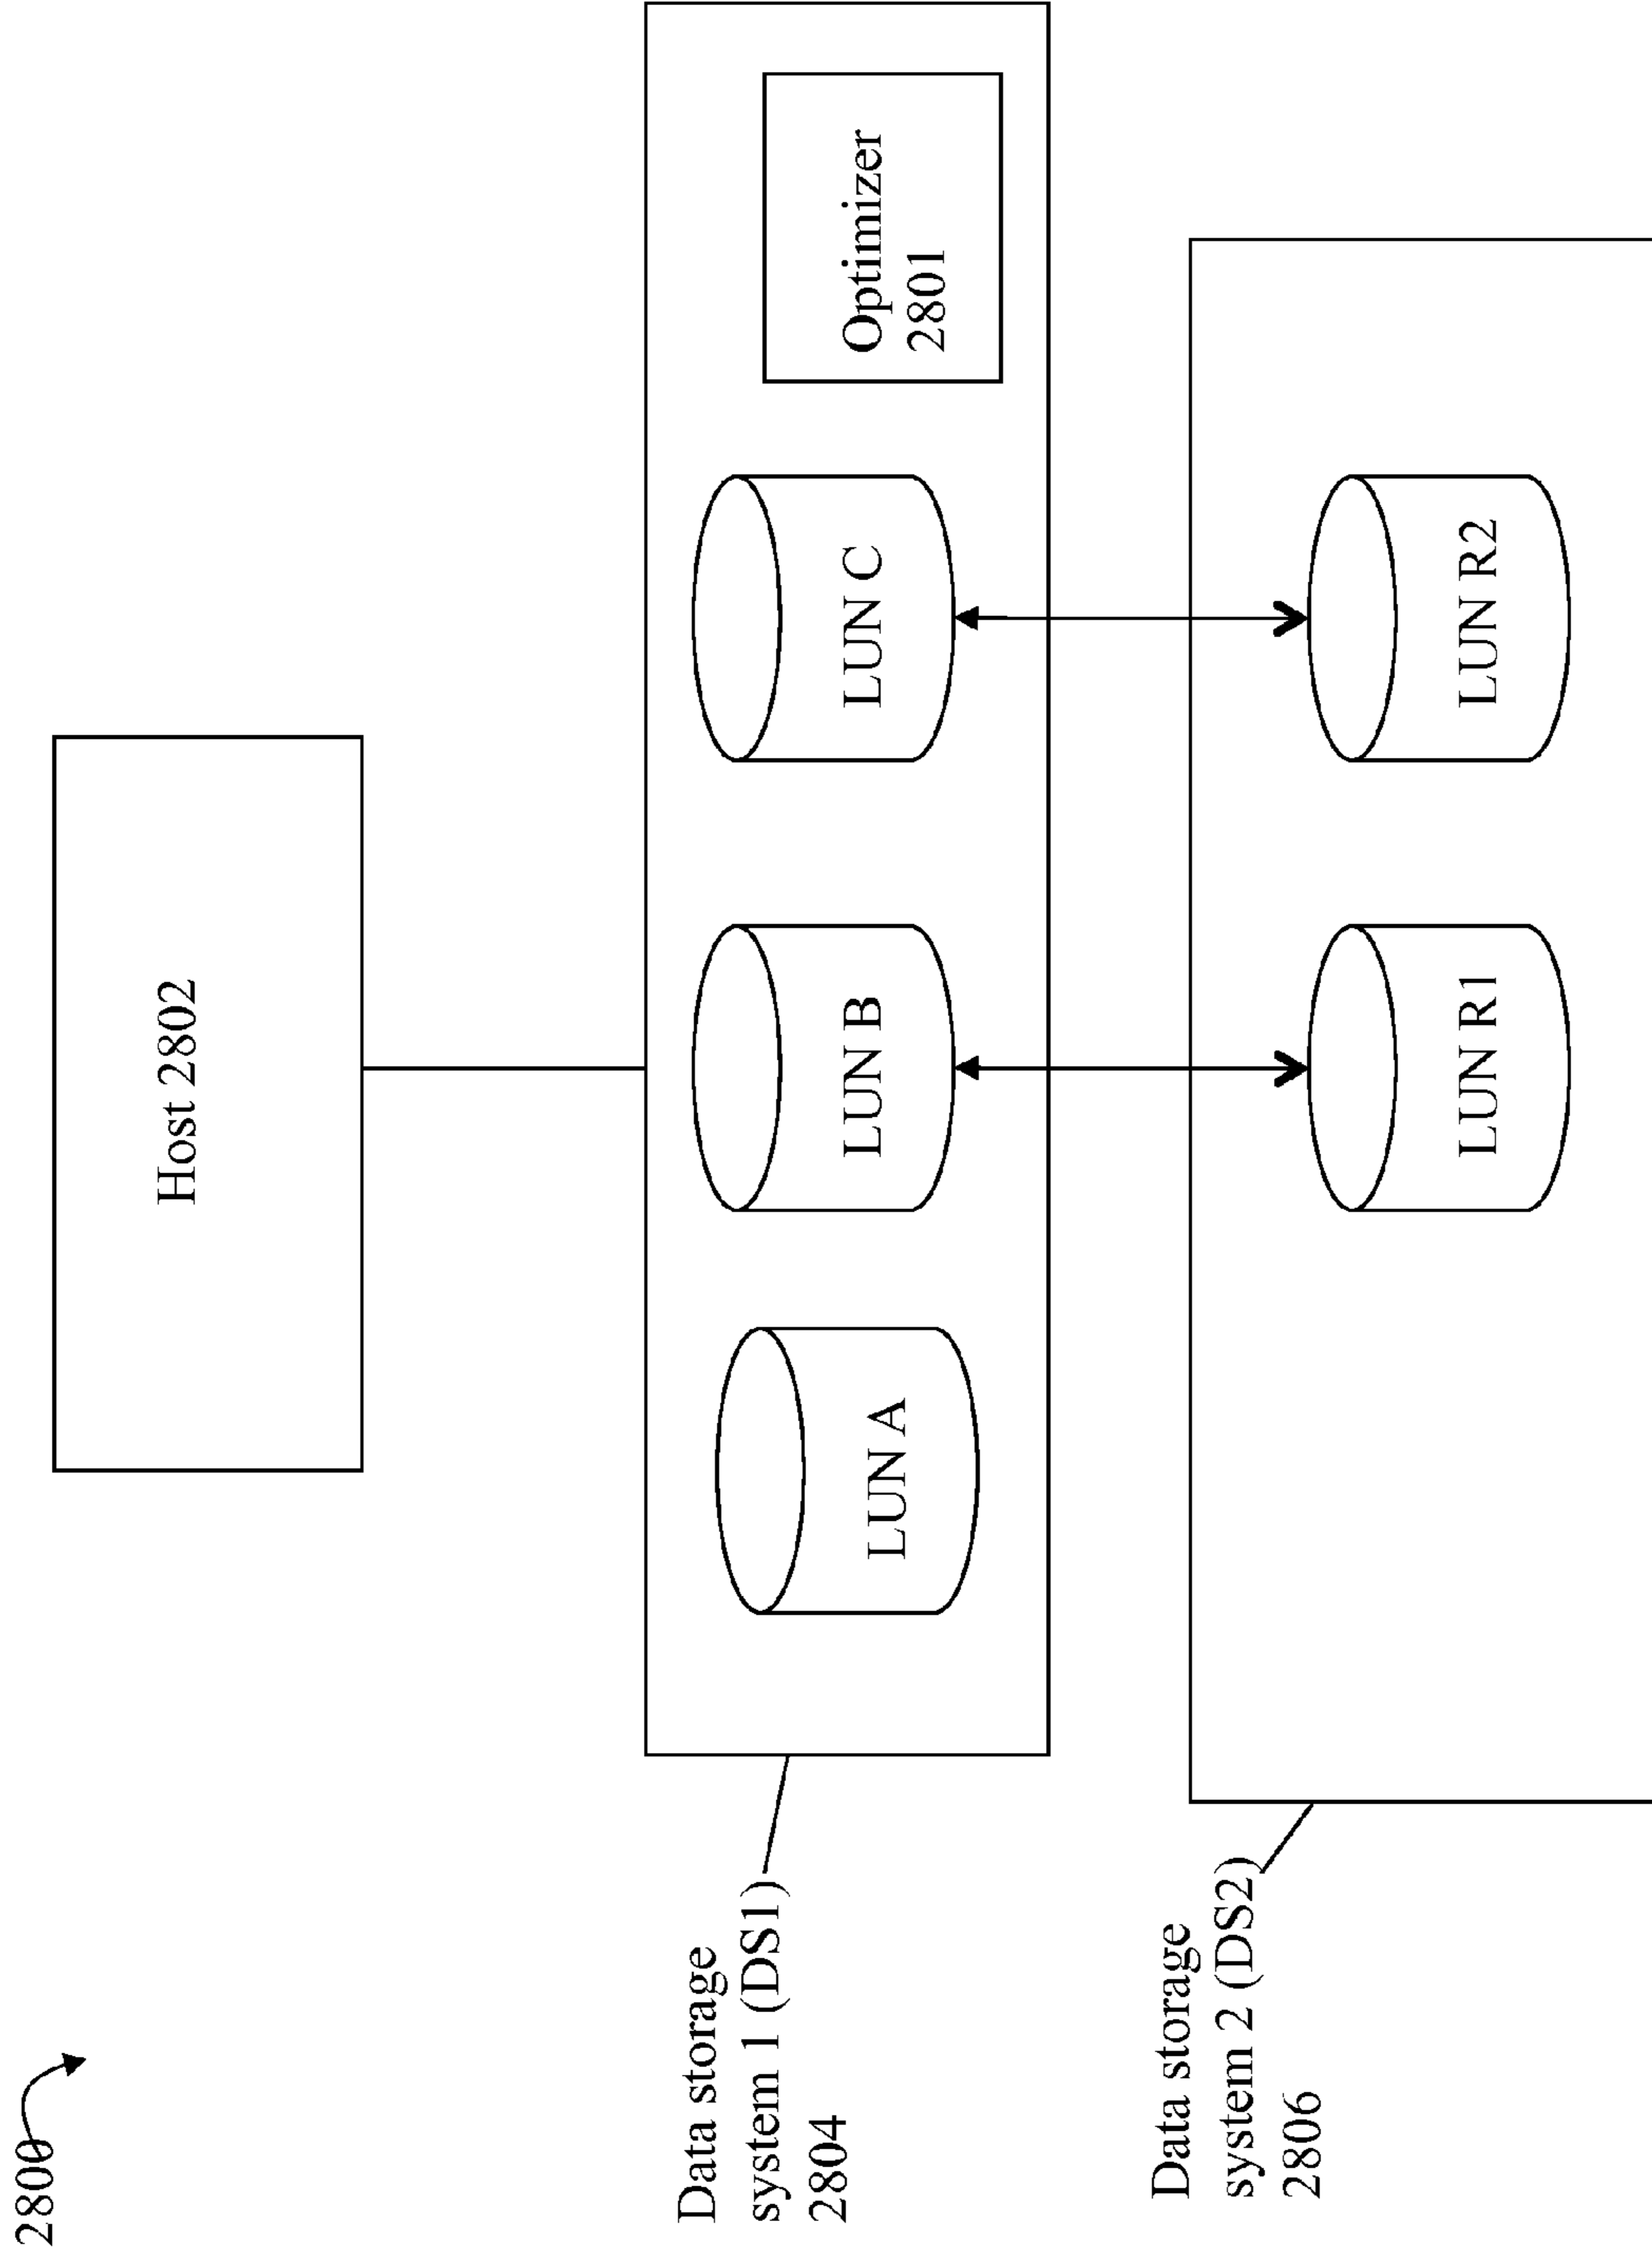 2800
Host 2802
Data storage
system 1 (DS1)
2804
LUN A
LUN B
LUN C
Optimizer
2801
Data storage
system 2 (DS2)
2806
LUN R1
LUN R2